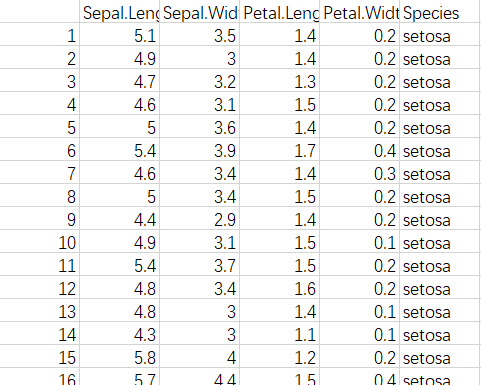 Sepal.Leng Sepal.Wid Petal.Leng Petal.Widt Species
1 5.1 3.5 1.4 0.2 setosa
2 4.9 3 1.4 0.2 setosa
3 4.7 3.2 1.3 0.2 setosa
4 4.6 3.1 1.5 0.2 setosa
5 5 3.6 1.4 0.2 setosa
6 5.4 3.9 1.7 0.4 setosa
7 4.6 3.4 1.4 0.3 setosa
8 5 3.4 1.5 0.2 setosa
9 4.4 2.9 1.4 0.2 setosa
10 4.9 3.1 1.5 0.1 setosa
11 5.4 3.7 1.5 0.2 setosa
12 4.8 3.4 1.6 0.2 setosa
13 4.8 3 1.4 0.1 setosa
14 4.3 3 1.1 0.1 setosa
15 5.8 4 1.2 0.2 setosa
16 5.7 4.4 1.5 0.4 setosa